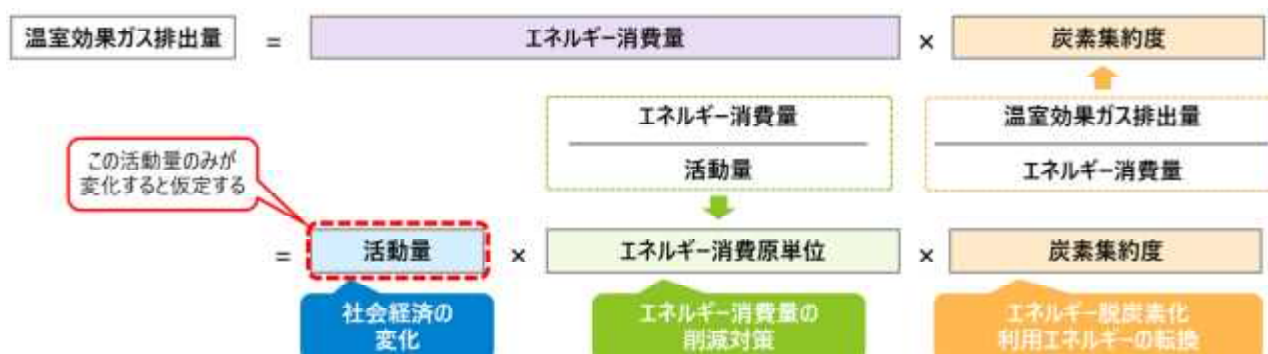 温室効果ガス排出量 = エネルギー消費量 × 炭素集約度
エネルギー消費量
活動量
温室効果ガス排出量
エネルギー消費量
この活動量のみが
変化すると仮定する
= 活動量 × エネルギー消費原単位 × 炭素集約度
社会経済の
変化
エネルギー消費量の
削減対策
エネルギー脱炭素化
利用エネルギーの転換